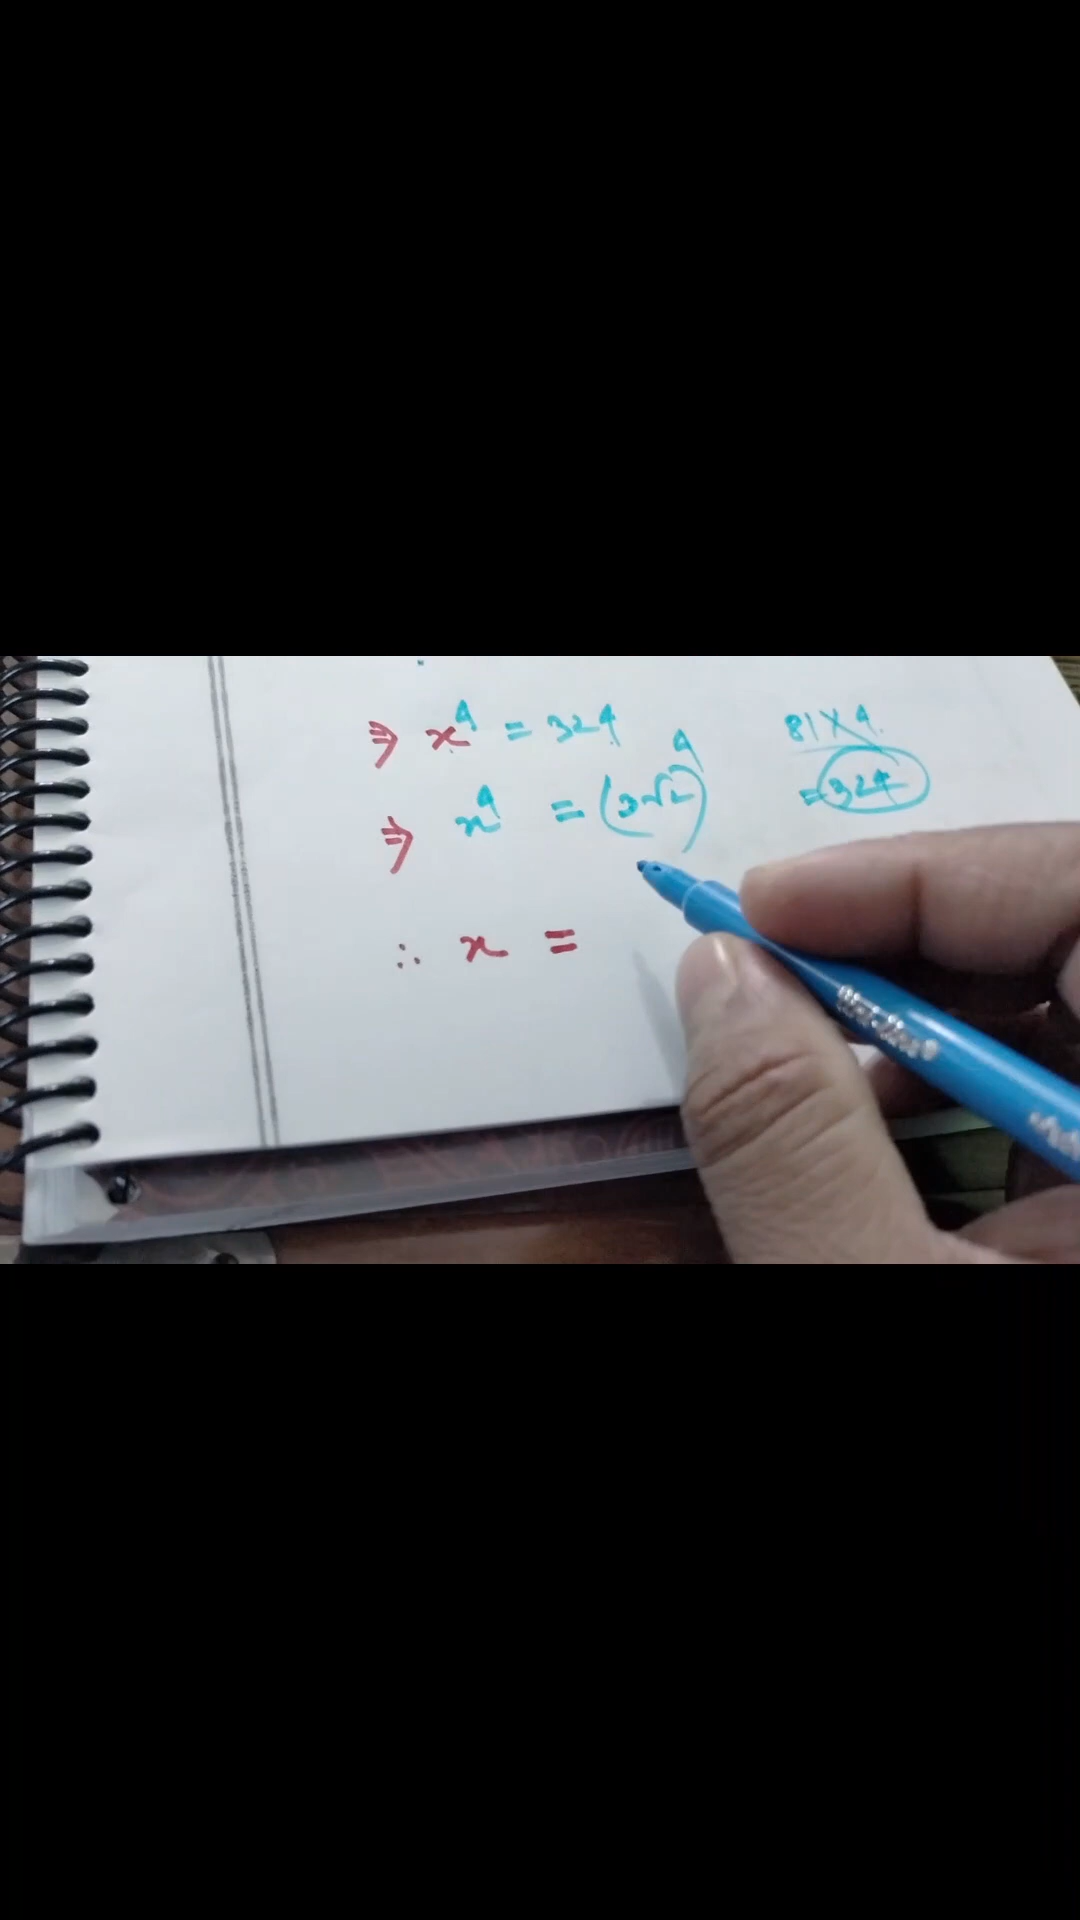 ⇒ x⁴ = 324
81 × 4
⇒ x⁴ = (3√2)⁴
= 324
∴ x =